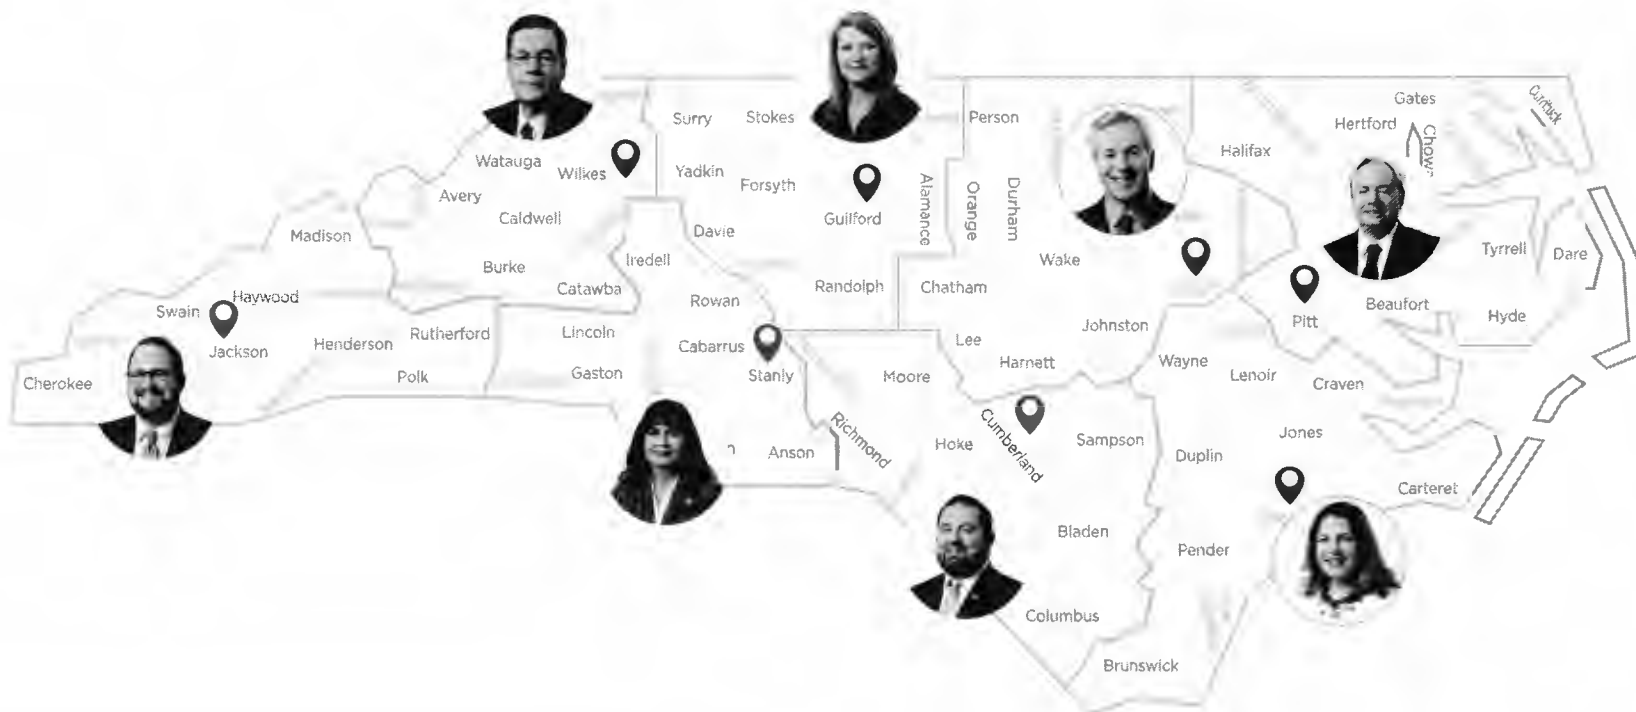 Gates
Currituck
Surry
Stokes
Person
Hertford
Chow
Halifax
Watauga
Wilkes
Yadkin
Forsyth
Alamance
Orange
Durham
Avery
Caldwell
Guilford
Madison
Davie
Tyrrell
Dare
Burke
Iredell
Wake
Catawba
Randolph
Chatham
Swain
Haywood
Rowan
Beaufort
Hyde
Pitt
Jackson
Henderson
Rutherford
Lincoln
Cabarrus
Johnston
Lee
Harnett
Wayne
Cherokee
Polk
Gaston
Stanly
Moore
Lenoir
Craven
Richmond
Cumberland
n
Anson
Hoke
Sampson
Jones
Duplin
Carteret
Bladen
Pender
Columbus
Brunswick